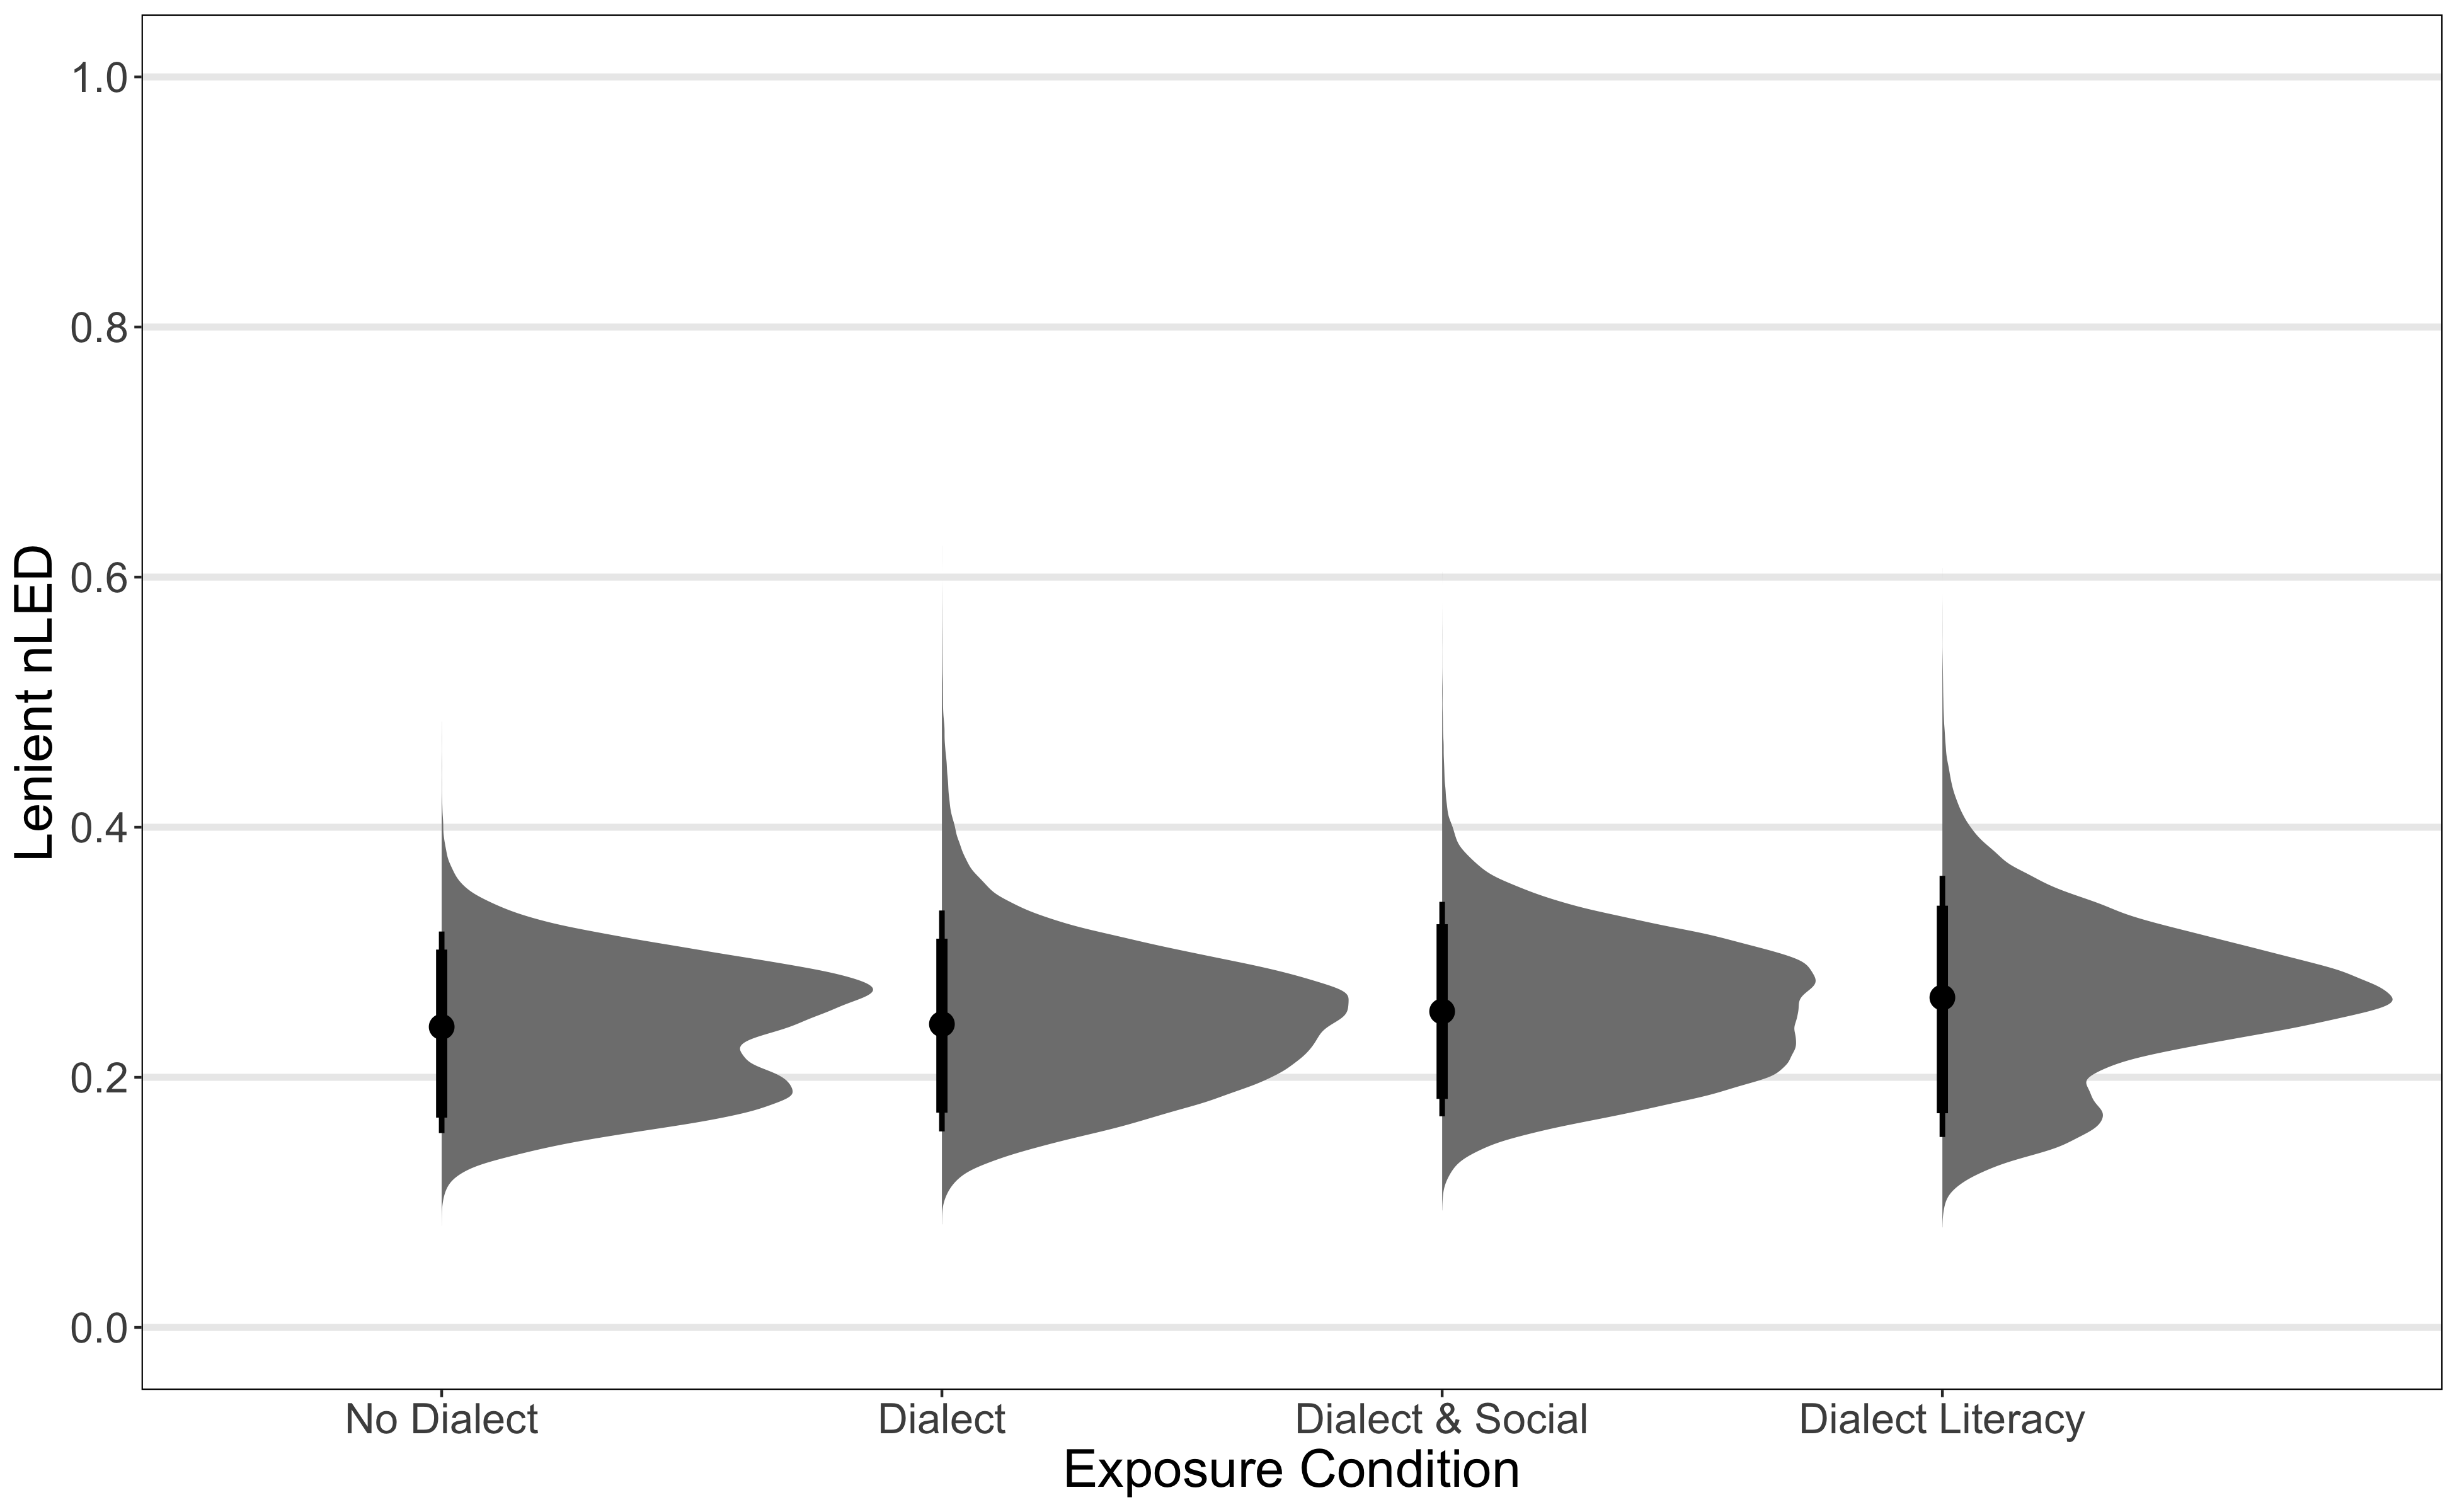 Lenient nLED
1.0
0.8
0.6
0.4
0.2
0.0
No Dialect
Dialect
Dialect & Social
Dialect Literacy
Exposure Condition